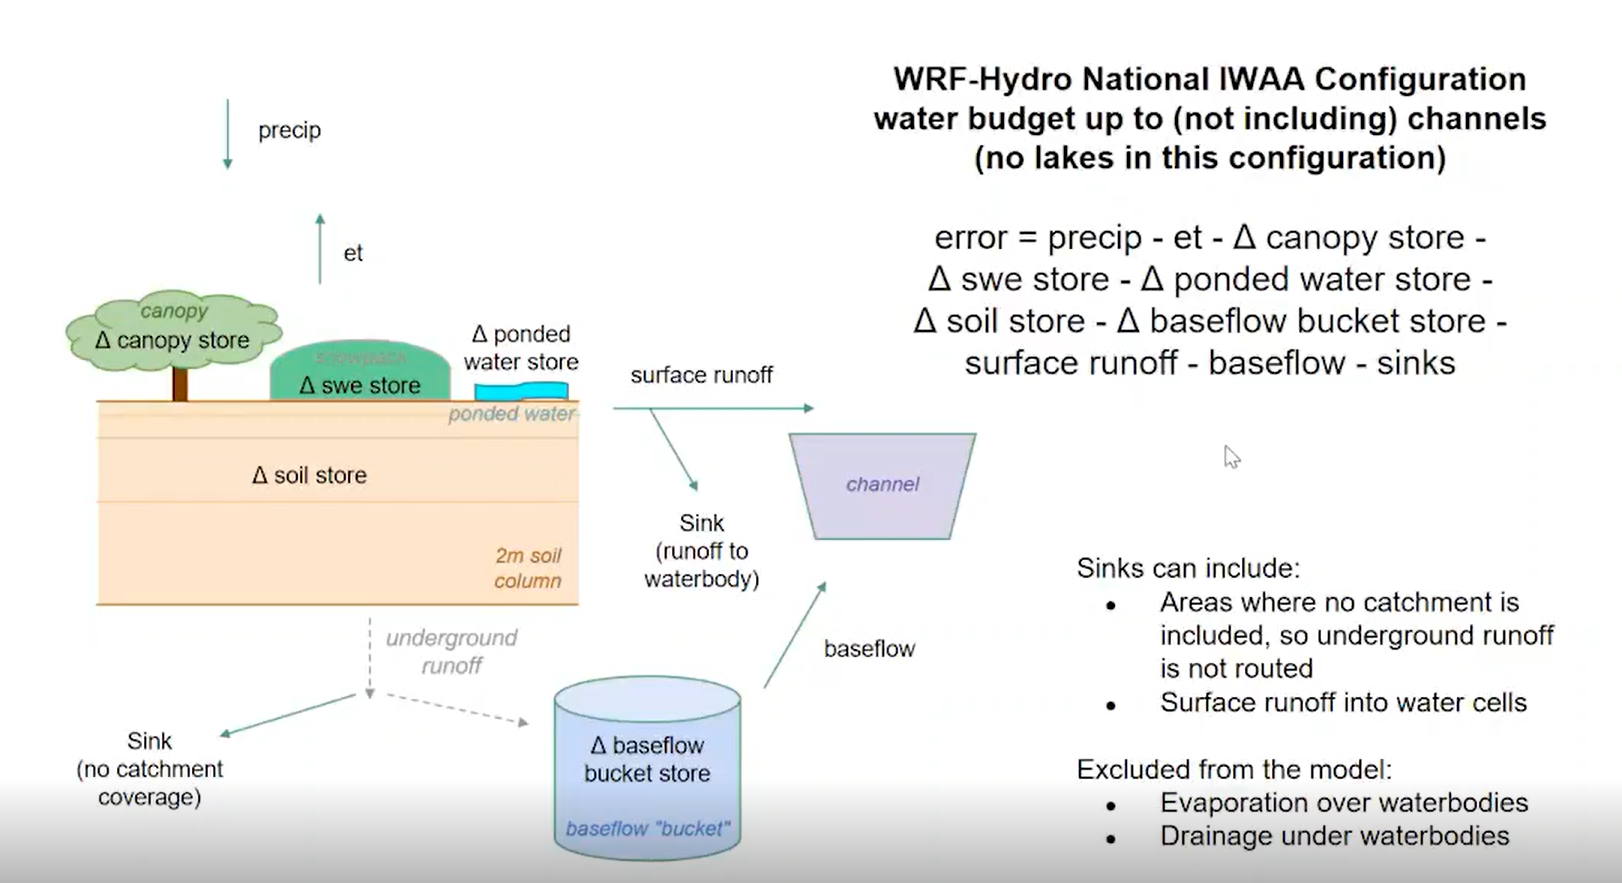 WRF-Hydro National IWAA Configuration
water budget up to (not including) channels
(no lakes in this configuration)
error = precip - et - Δ canopy store -
Δ swe store - Δ ponded water store -
Δ soil store - Δ baseflow bucket store -
surface runoff - baseflow - sinks
precip
et
canopy
Δ canopy store
snowpack
Δ swe store
Δ ponded
water store
ponded water
surface runoff
Δ soil store
2m soil
column
channel
Sink
(runoff to
waterbody)
underground
runoff
baseflow
Sink
(no catchment
coverage)
Δ baseflow
bucket store
baseflow "bucket"
Sinks can include:
• Areas where no catchment is
included, so underground runoff
is not routed
• Surface runoff into water cells
Excluded from the model:
• Evaporation over waterbodies
• Drainage under waterbodies